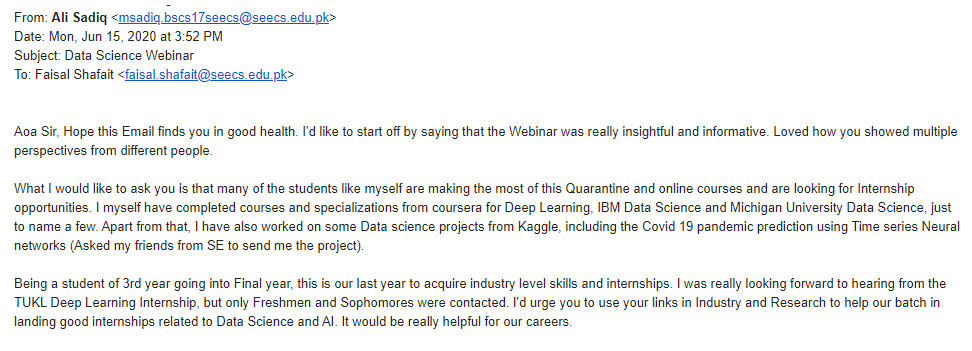 From: Ali Sadiq <msadiq.bscs17seecs@seecs.edu.pk>
Date: Mon, Jun 15, 2020 at 3:52 PM
Subject: Data Science Webinar
To: Faisal Shafait <faisal.shafait@seecs.edu.pk>
Aoa Sir, Hope this Email finds you in good health. I'd like to start off by saying that the Webinar was really insightful and informative. Loved how you showed multiple
perspectives from different people.
What I would like to ask you is that many of the students like myself are making the most of this Quarantine and online courses and are looking for Internship
opportunities. I myself have completed courses and specializations from coursera for Deep Learning, IBM Data Science and Michigan University Data Science, just
to name a few. Apart from that, I have also worked on some Data science projects from Kaggle, including the Covid 19 pandemic prediction using Time series Neural
networks (Asked my friends from SE to send me the project).
Being a student of 3rd year going into Final year, this is our last year to acquire industry level skills and internships. I was really looking forward to hearing from the
TUKL Deep Learning Internship, but only Freshmen and Sophomores were contacted. I'd urge you to use your links in Industry and Research to help our batch in
landing good internships related to Data Science and AI. It would be really helpful for our careers.